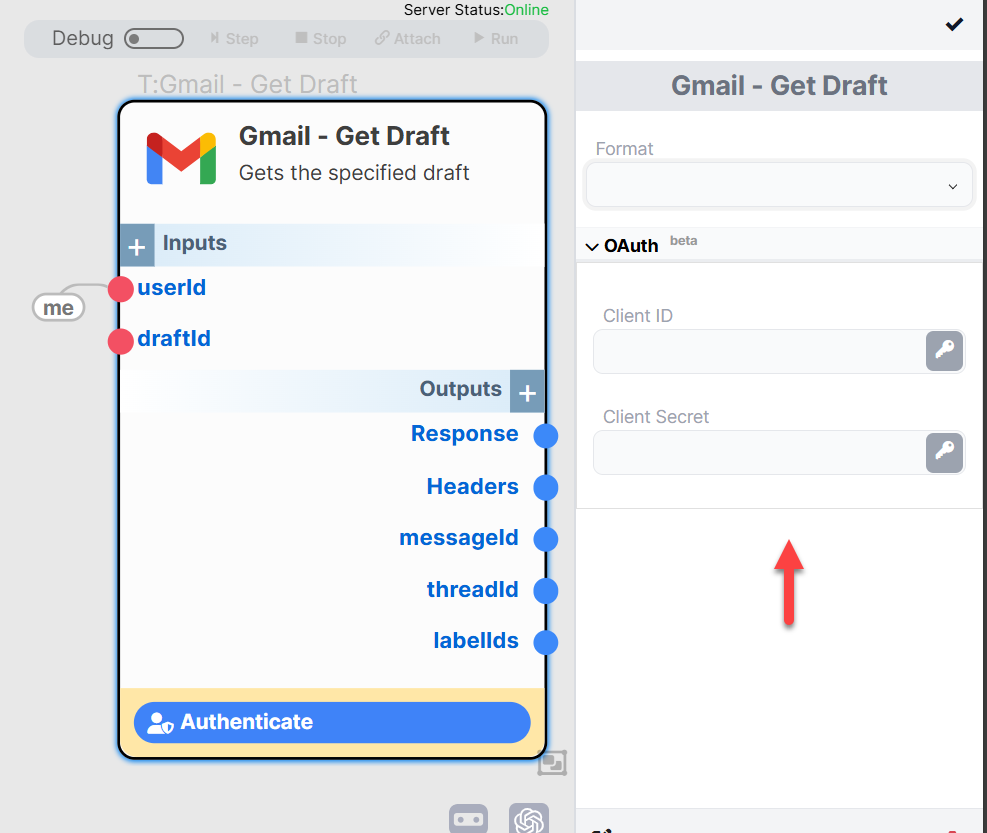 Server Status:Online
Debug
Step
Stop
Attach
Run
T:Gmail - Get Draft
Gmail - Get Draft
Gets the specified draft
+ Inputs
userId
me
draftId
Outputs +
Response
Headers
messageId
threadId
labelIds
Authenticate
Gmail - Get Draft
Format
OAuth beta
Client ID
Client Secret